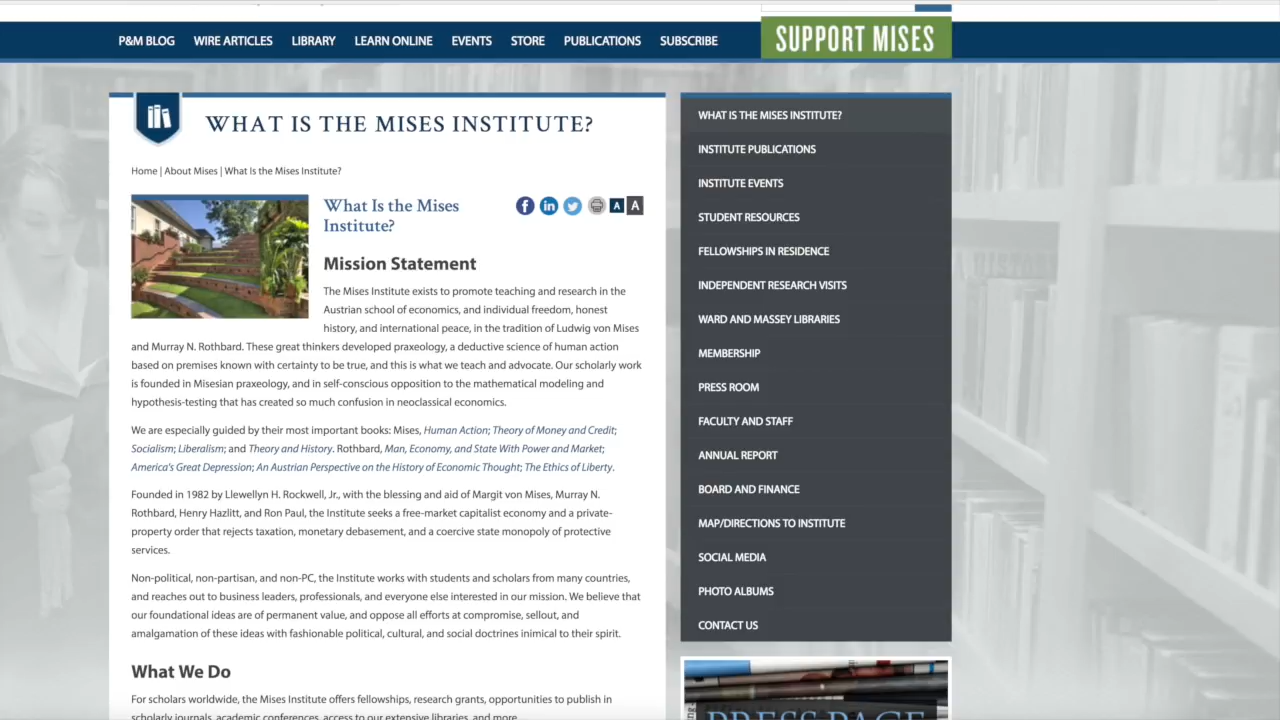 P&M BLOG WIRE ARTICLES LIBRARY LEARN ONLINE EVENTS STORE PUBLICATIONS SUBSCRIBE
SUPPORT MISES
WHAT IS THE MISES INSTITUTE?
Home | About Mises | What Is the Mises Institute?
What Is the Mises
Institute?
A A
Mission Statement
The Mises Institute exists to promote teaching and research in the
Austrian school of economics, and individual freedom, honest
history, and international peace, in the tradition of Ludwig von Mises
and Murray N. Rothbard. These great thinkers developed praxeology, a deductive science of human action
based on premises known with certainty to be true, and this is what we teach and advocate. Our scholarly work
is founded in Misesian praxeology, and in self-conscious opposition to the mathematical modeling and
hypothesis-testing that has created so much confusion in neoclassical economics.
We are especially guided by their most important books: Mises, Human Action; Theory of Money and Credit;
Socialism; Liberalism; and Theory and History. Rothbard, Man, Economy, and State With Power and Market;
America's Great Depression; An Austrian Perspective on the History of Economic Thought; The Ethics of Liberty.
Founded in 1982 by Llewellyn H. Rockwell, Jr., with the blessing and aid of Margit von Mises, Murray N.
Rothbard, Henry Hazlitt, and Ron Paul, the Institute seeks a free-market capitalist economy and a private-
property order that rejects taxation, monetary debasement, and a coercive state monopoly of protective
services.
Non-political, non-partisan, and non-PC, the Institute works with students and scholars from many countries,
and reaches out to business leaders, professionals, and everyone else interested in our mission. We believe that
our foundational ideas are of permanent value, and oppose all efforts at compromise, sellout, and
amalgamation of these ideas with fashionable political, cultural, and social doctrines inimical to their spirit.
What We Do
For scholars worldwide, the Mises Institute offers fellowships, research grants, opportunities to publish in
scholarly journals, academic conferences, access to our extensive libraries, and more.
WHAT IS THE MISES INSTITUTE?
INSTITUTE PUBLICATIONS
INSTITUTE EVENTS
STUDENT RESOURCES
FELLOWSHIPS IN RESIDENCE
INDEPENDENT RESEARCH VISITS
WARD AND MASSEY LIBRARIES
MEMBERSHIP
PRESS ROOM
FACULTY AND STAFF
ANNUAL REPORT
BOARD AND FINANCE
MAP/DIRECTIONS TO INSTITUTE
SOCIAL MEDIA
PHOTO ALBUMS
CONTACT US
PRESS PAGE